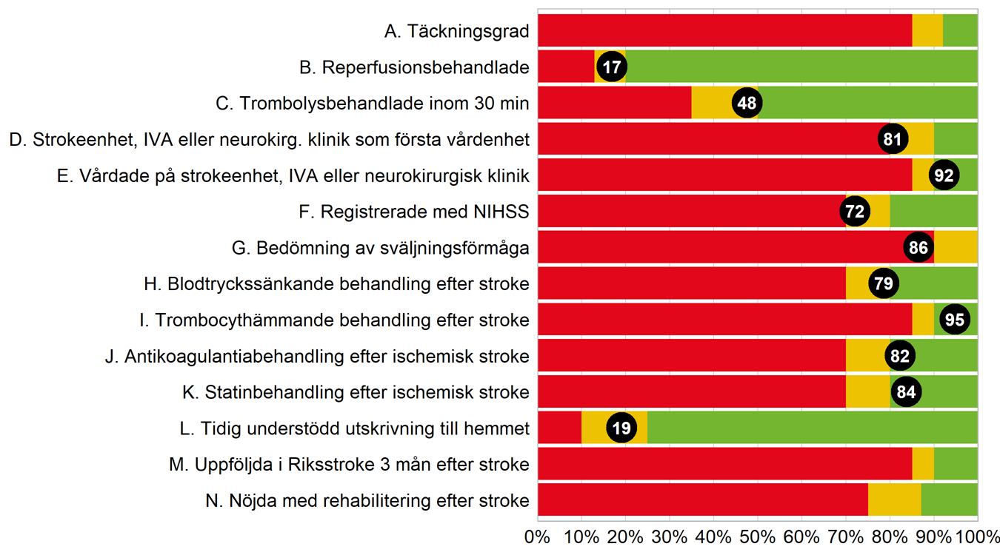 A. Täckningsgrad
B. Reperfusionsbehandlade 17
C. Trombolysbehandlade inom 30 min 48
D. Strokeenhet, IVA eller neurokirg. klinik som första vårdenhet 81
E. Vårdade på strokeenhet, IVA eller neurokirurgisk klinik 92
F. Registrerade med NIHSS 72
G. Bedömning av sväljningsförmåga 86
H. Blodtryckssänkande behandling efter stroke 79
I. Trombocythämmande behandling efter stroke 95
J. Antikoagulantiabehandling efter ischemisk stroke 82
K. Statinbehandling efter ischemisk stroke 84
L. Tidig understödd utskrivning till hemmet 19
M. Uppföljda i Riksstroke 3 mån efter stroke
N. Nöjda med rehabilitering efter stroke
0% 10% 20% 30% 40% 50% 60% 70% 80% 90% 100%